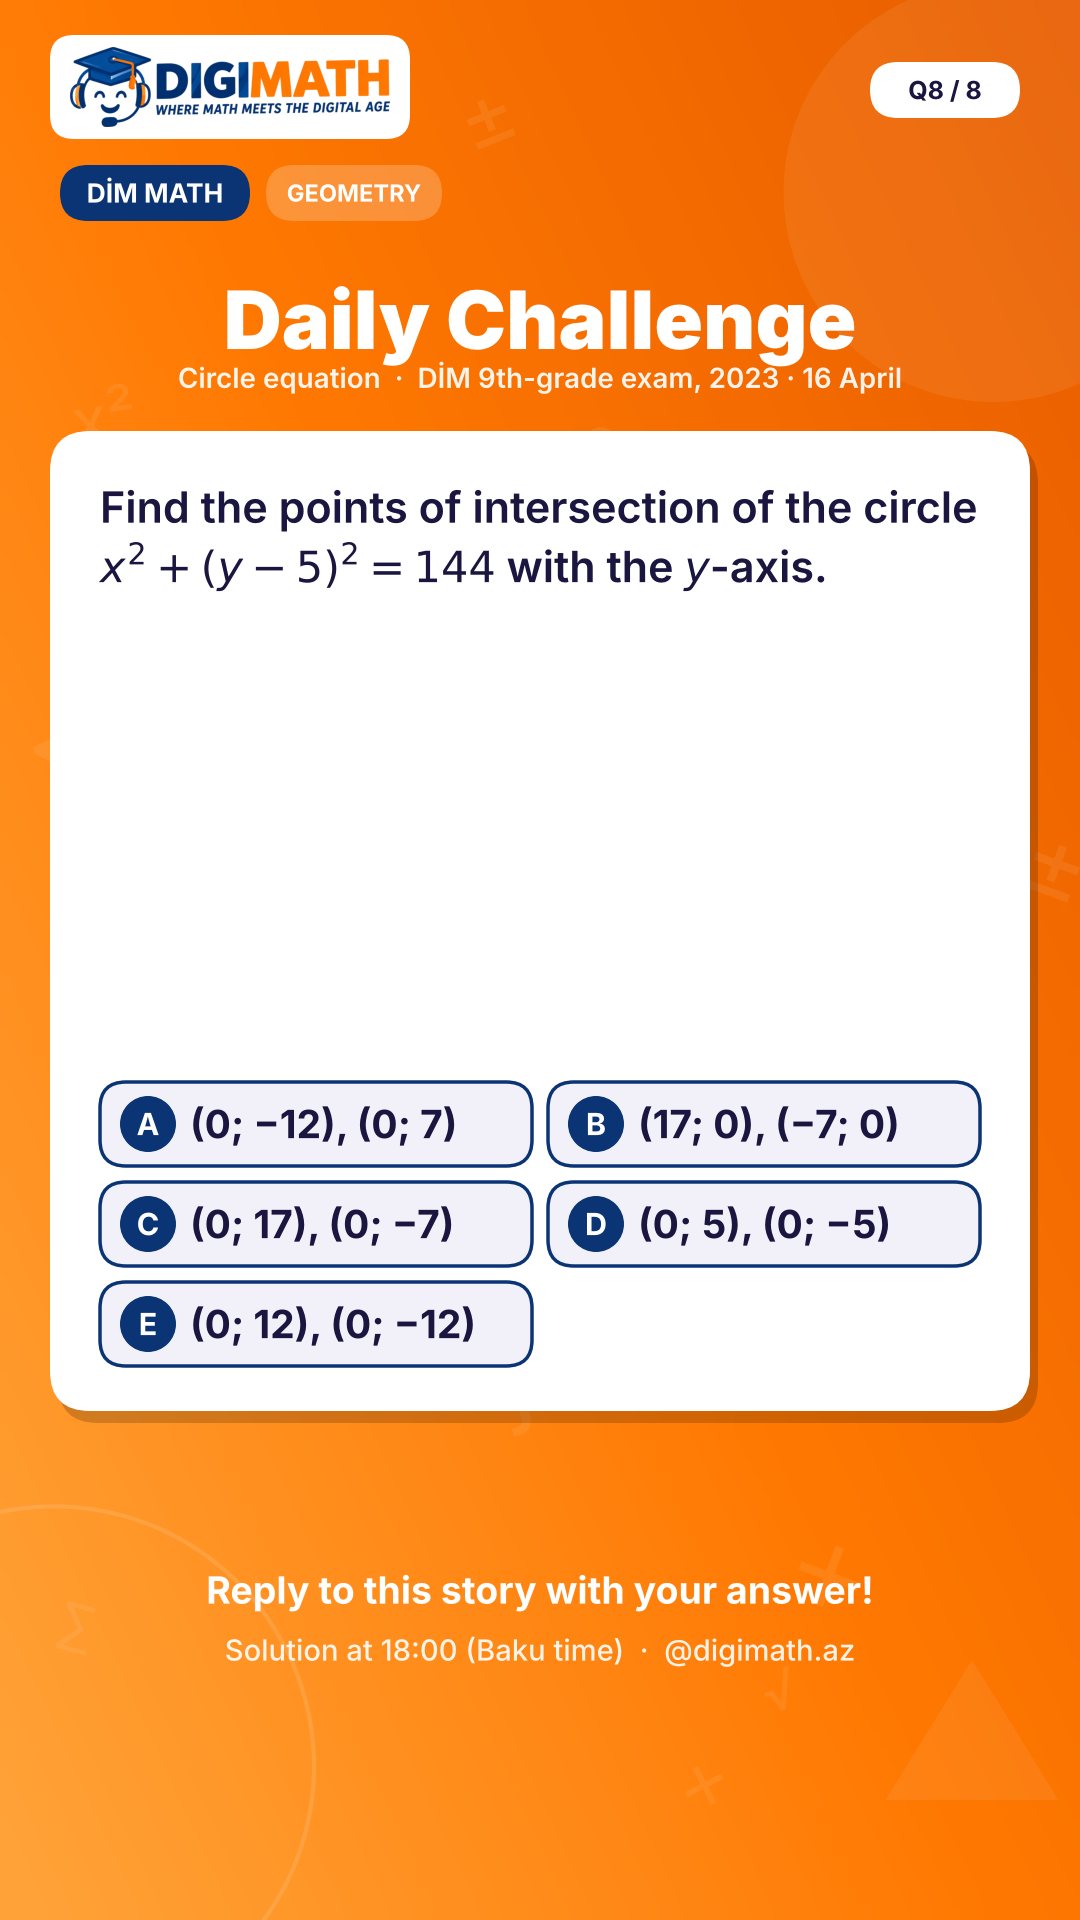 DIGIMATH
WHERE MATH MEETS THE DIGITAL AGE
Q8 / 8
DİM MATH
GEOMETRY
±
Daily Challenge
Circle equation · DİM 9th-grade exam, 2023 · 16 April
x²
Find the points of intersection of the circle
x² + (y − 5)² = 144 with the y-axis.
±
A (0; −12), (0; 7)
B (17; 0), (−7; 0)
C (0; 17), (0; −7)
D (0; 5), (0; −5)
E (0; 12), (0; −12)
Reply to this story with your answer!
Σ
Solution at 18:00 (Baku time) · @digimath.az
√
×